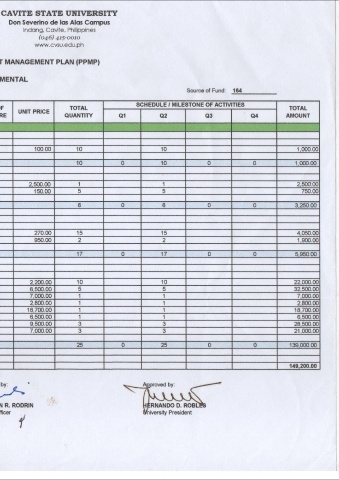 CAVITE STATE UNIVERSITY
Don Severino de las Alas Campus
Indang, Cavite, Philippines
(046) 415-0010
www.cvsu.edu.ph
T MANAGEMENT PLAN (PPMP)
MENTAL
Source of Fund: 164
OF RE UNIT PRICE TOTAL QUANTITY SCHEDULE / MILESTONE OF ACTIVITIES TOTAL AMOUNT
Q1 Q2 Q3 Q4
100.00 10 10 1,000.00
10 0 10 0 0 1,000.00
2,500.00 1 1 2,500.00
150.00 5 5 750.00
6 0 6 0 0 3,250.00
270.00 15 15 4,050.00
950.00 2 2 1,900.00
17 0 17 0 0 5,950.00
2,200.00 10 10 22,000.00
6,500.00 5 5 32,500.00
7,000.00 1 1 7,000.00
2,800.00 1 1 2,800.00
18,700.00 1 1 18,700.00
6,500.00 1 1 6,500.00
9,500.00 3 3 28,500.00
7,000.00 3 3 21,000.00
25 0 25 0 0 139,000.00
149,200.00
by: Approved by:
N R. RODRIN HERNANDO D. ROBLES
fficer University President